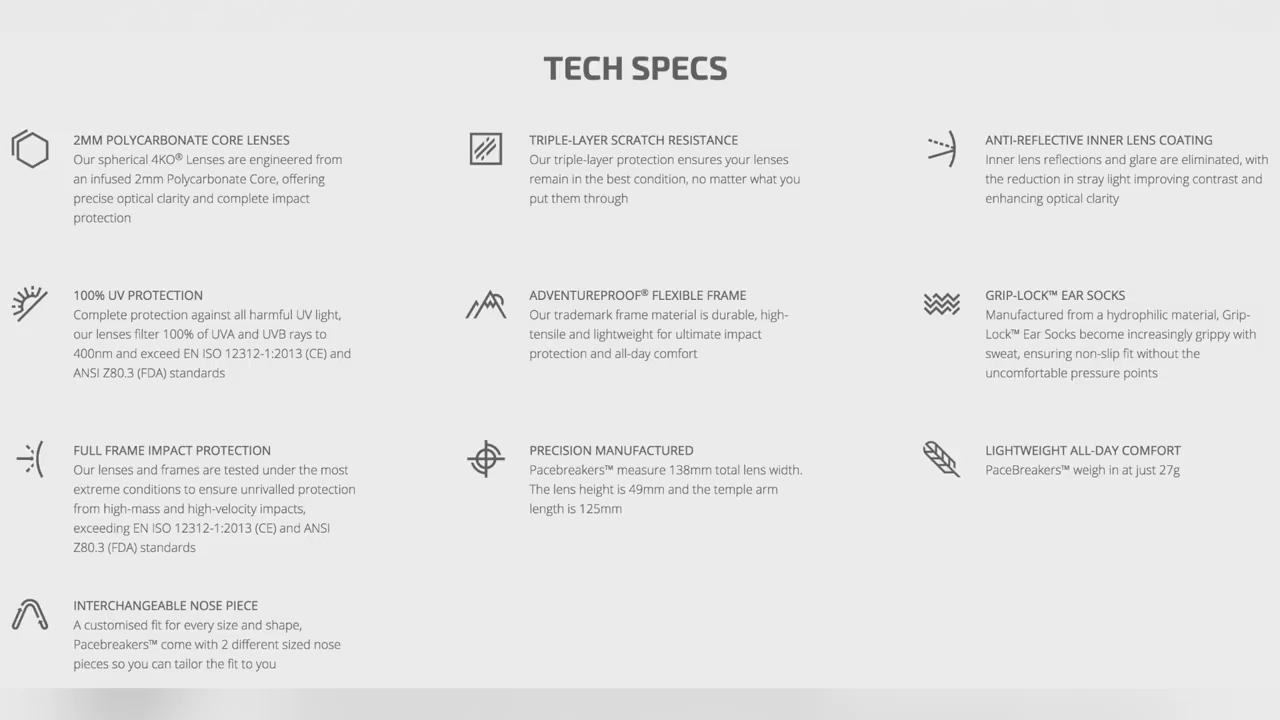 TECH SPECS
2MM POLYCARBONATE CORE LENSES
Our spherical 4KO® Lenses are engineered from
an infused 2mm Polycarbonate Core, offering
precise optical clarity and complete impact
protection
TRIPLE-LAYER SCRATCH RESISTANCE
Our triple-layer protection ensures your lenses
remain in the best condition, no matter what you
put them through
ANTI-REFLECTIVE INNER LENS COATING
Inner lens reflections and glare are eliminated, with
the reduction in stray light improving contrast and
enhancing optical clarity
100% UV PROTECTION
Complete protection against all harmful UV light,
our lenses filter 100% of UVA and UVB rays to
400nm and exceed EN ISO 12312-1:2013 (CE) and
ANSI Z80.3 (FDA) standards
ADVENTUREPROOF® FLEXIBLE FRAME
Our trademark frame material is durable, high-
tensile and lightweight for ultimate impact
protection and all-day comfort
GRIP-LOCK™ EAR SOCKS
Manufactured from a hydrophilic material, Grip-
Lock™ Ear Socks become increasingly grippy with
sweat, ensuring non-slip fit without the
uncomfortable pressure points
FULL FRAME IMPACT PROTECTION
Our lenses and frames are tested under the most
extreme conditions to ensure unrivalled protection
from high-mass and high-velocity impacts,
exceeding EN ISO 12312-1:2013 (CE) and ANSI
Z80.3 (FDA) standards
PRECISION MANUFACTURED
Pacebreakers™ measure 138mm total lens width.
The lens height is 49mm and the temple arm
length is 125mm
LIGHTWEIGHT ALL-DAY COMFORT
PaceBreakers™ weigh in at just 27g
INTERCHANGEABLE NOSE PIECE
A customised fit for every size and shape,
Pacebreakers™ come with 2 different sized nose
pieces so you can tailor the fit to you